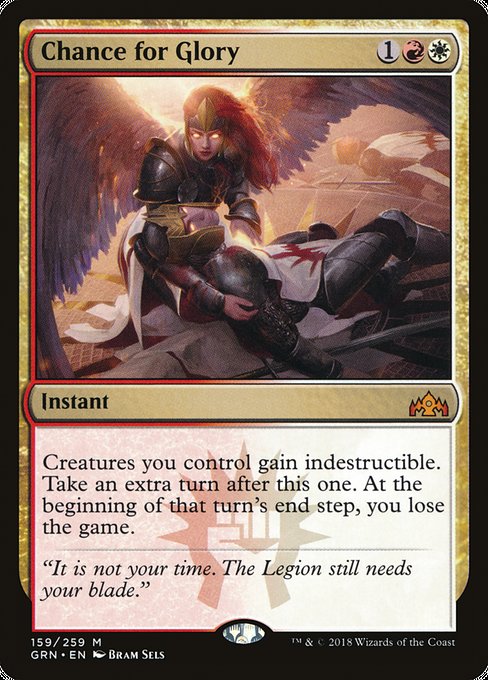 Chance for Glory 1
Instant
Creatures you control gain indestructible.
Take an extra turn after this one. At the
beginning of that turn's end step, you lose
the game.
“It is not your time. The Legion still needs
your blade.”
159/259 M
GRN • EN Bram Sels
™ & © 2018 Wizards of the Coast